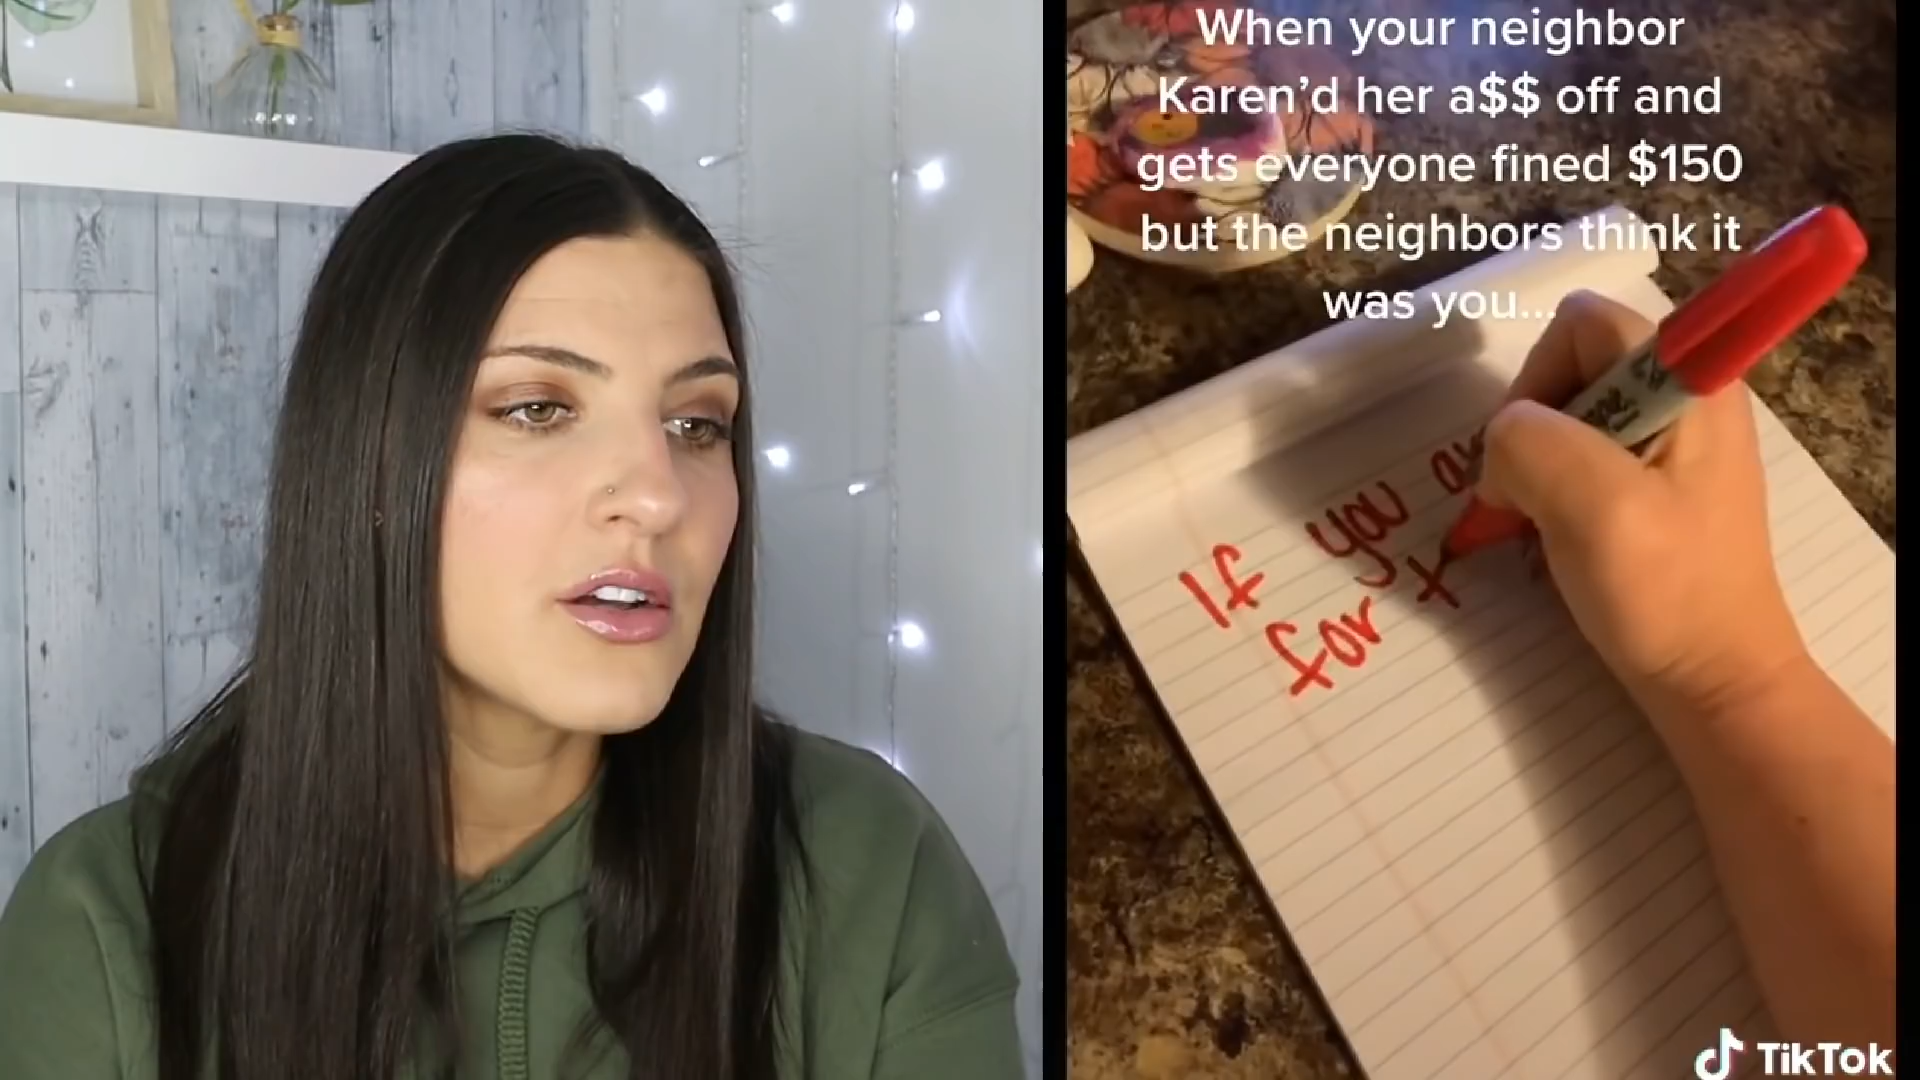 When your neighbor
Karen’d her a$$ off and
gets everyone fined $150
but the neighbors think it
was you...
If you
for
TikTok